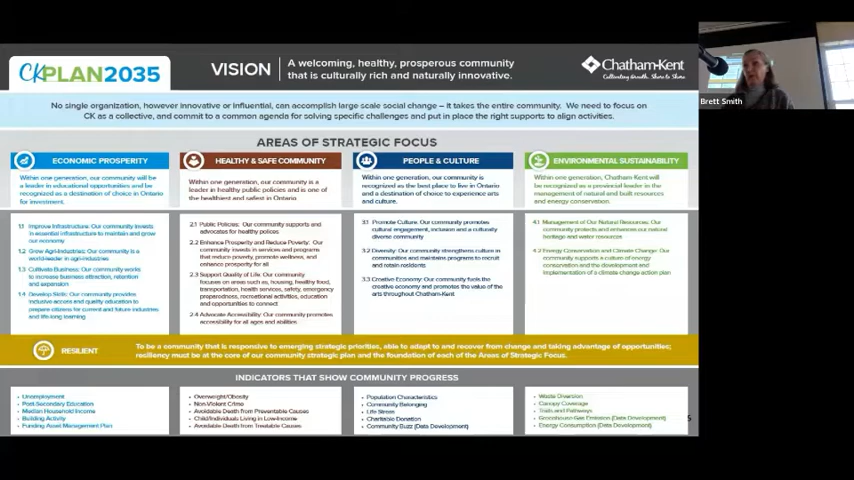 CKPLAN2035
VISION
A welcoming, healthy, prosperous community
that is culturally rich and naturally innovative.
Chatham-Kent
Cultivating Growth. Shore to Shore
Brett Smith
No single organization, however innovative or influential, can accomplish large scale social change – it takes the entire community. We need to focus on
CK as a collective, and commit to a common agenda for solving specific challenges and put in place the right supports to align activities.
AREAS OF STRATEGIC FOCUS
ECONOMIC PROSPERITY
Within one generation, our community will be
a leader in educational opportunities and be
recognized as a destination of choice in Ontario
for investment.
1.1 Improve Infrastructure: Our community invests
in essential infrastructure to maintain and grow
our economy
1.2 Grow Agri-Industries: Our community is a
world-leader in agri-industries
1.3 Cultivate Business: Our community works
to increase business attraction, retention
and expansion
1.4 Develop Skills: Our community provides
inclusive access and quality education to
prepare citizens for current and future industries
and life-long learning
HEALTHY & SAFE COMMUNITY
Within one generation, our community is a
leader in healthy public policies and is one of
the healthiest and safest in Ontario
2.1 Public Policies: Our community supports and
advocates for healthy policies
2.2 Enhance Prosperity and Reduce Poverty: Our
community invests in services and programs
that reduce poverty, promote wellness, and
enhance prosperity for all
2.3 Support Quality of Life: Our community
focuses on areas such as, housing, healthy food,
transportation, health services, safety, emergency
preparedness, recreational activities, education
and opportunities to connect
2.4 Advocate Accessibility: Our community promotes
accessibility for all ages and abilities
PEOPLE & CULTURE
Within one generation, our community is
recognized as the best place to live in Ontario
and a destination of choice to experience arts
and culture.
3.1 Promote Culture: Our community promotes
cultural engagement, inclusion and a culturally
diverse community
3.2 Diversity: Our community strengthens culture in
communities and maintains programs to recruit
and retain residents
3.3 Creative Economy: Our community fuels the
creative economy and promotes the value of the
arts throughout Chatham-Kent
ENVIRONMENTAL SUSTAINABILITY
Within one generation, Chatham-Kent will
be recognized as a provincial leader in the
management of natural and built resources
and energy conservation.
4.1 Management of Our Natural Resources: Our
community protects and enhances our natural
heritage and water resources
4.2 Energy Conservation and Climate Change: Our
community supports a culture of energy
conservation and the development and
implementation of a climate change action plan
RESILIENT
To be a community that is responsive to emerging strategic priorities, able to adapt to and recover from change and taking advantage of opportunities;
resiliency must be at the core of our community strategic plan and the foundation of each of the Areas of Strategic Focus.
INDICATORS THAT SHOW COMMUNITY PROGRESS
• Unemployment
• Post-Secondary Education
• Median Household Income
• Building Activity
• Funding Asset Management Plan
• Overweight/Obesity
• Non-Violent Crime
• Avoidable Death from Preventable Causes
• Child/Individuals Living in Low-Income
• Avoidable Death from Treatable Causes
• Population Characteristics
• Community Belonging
• Life Stress
• Charitable Donation
• Community Buzz (Data Development)
• Waste Diversion
• Canopy Coverage
• Trails and Pathways
• Greenhouse Gas Emission (Data Development)
• Energy Consumption (Data Development)
5